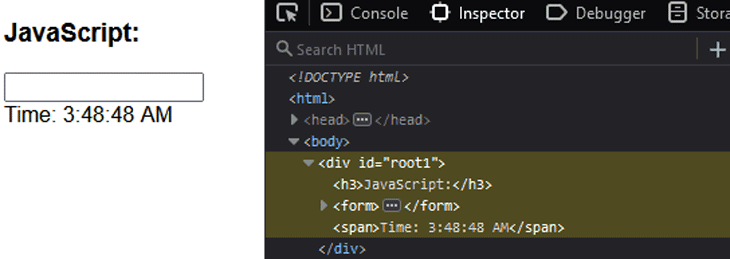 JavaScript:
Time: 3:48:48 AM
Console Inspector Debugger Stora
Search HTML
<!DOCTYPE html>
<html>
<head> ... </head>
<body>
<div id="root1">
<h3>JavaScript:</h3>
<form> ... </form>
<span>Time: 3:48:48 AM</span>
</div>